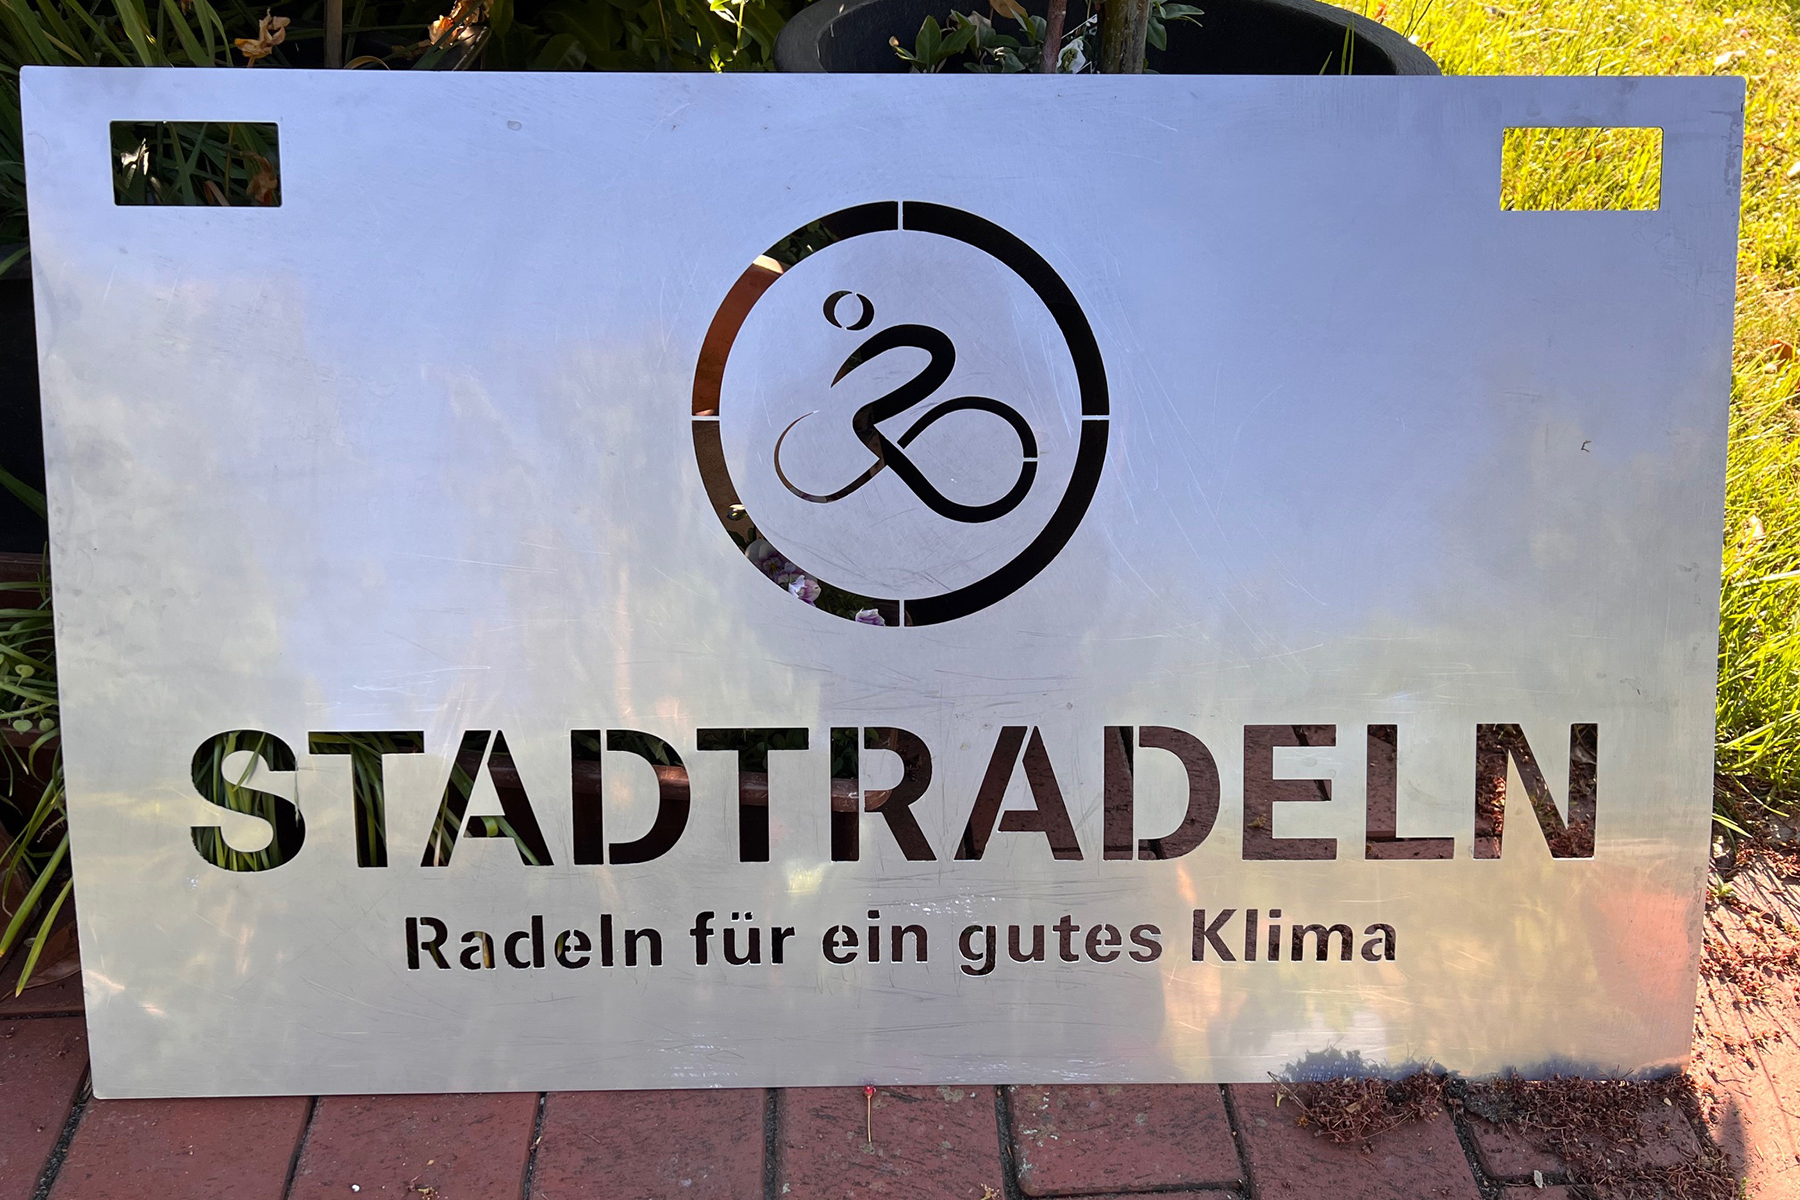 STADTRADELN
Radeln für ein gutes Klima